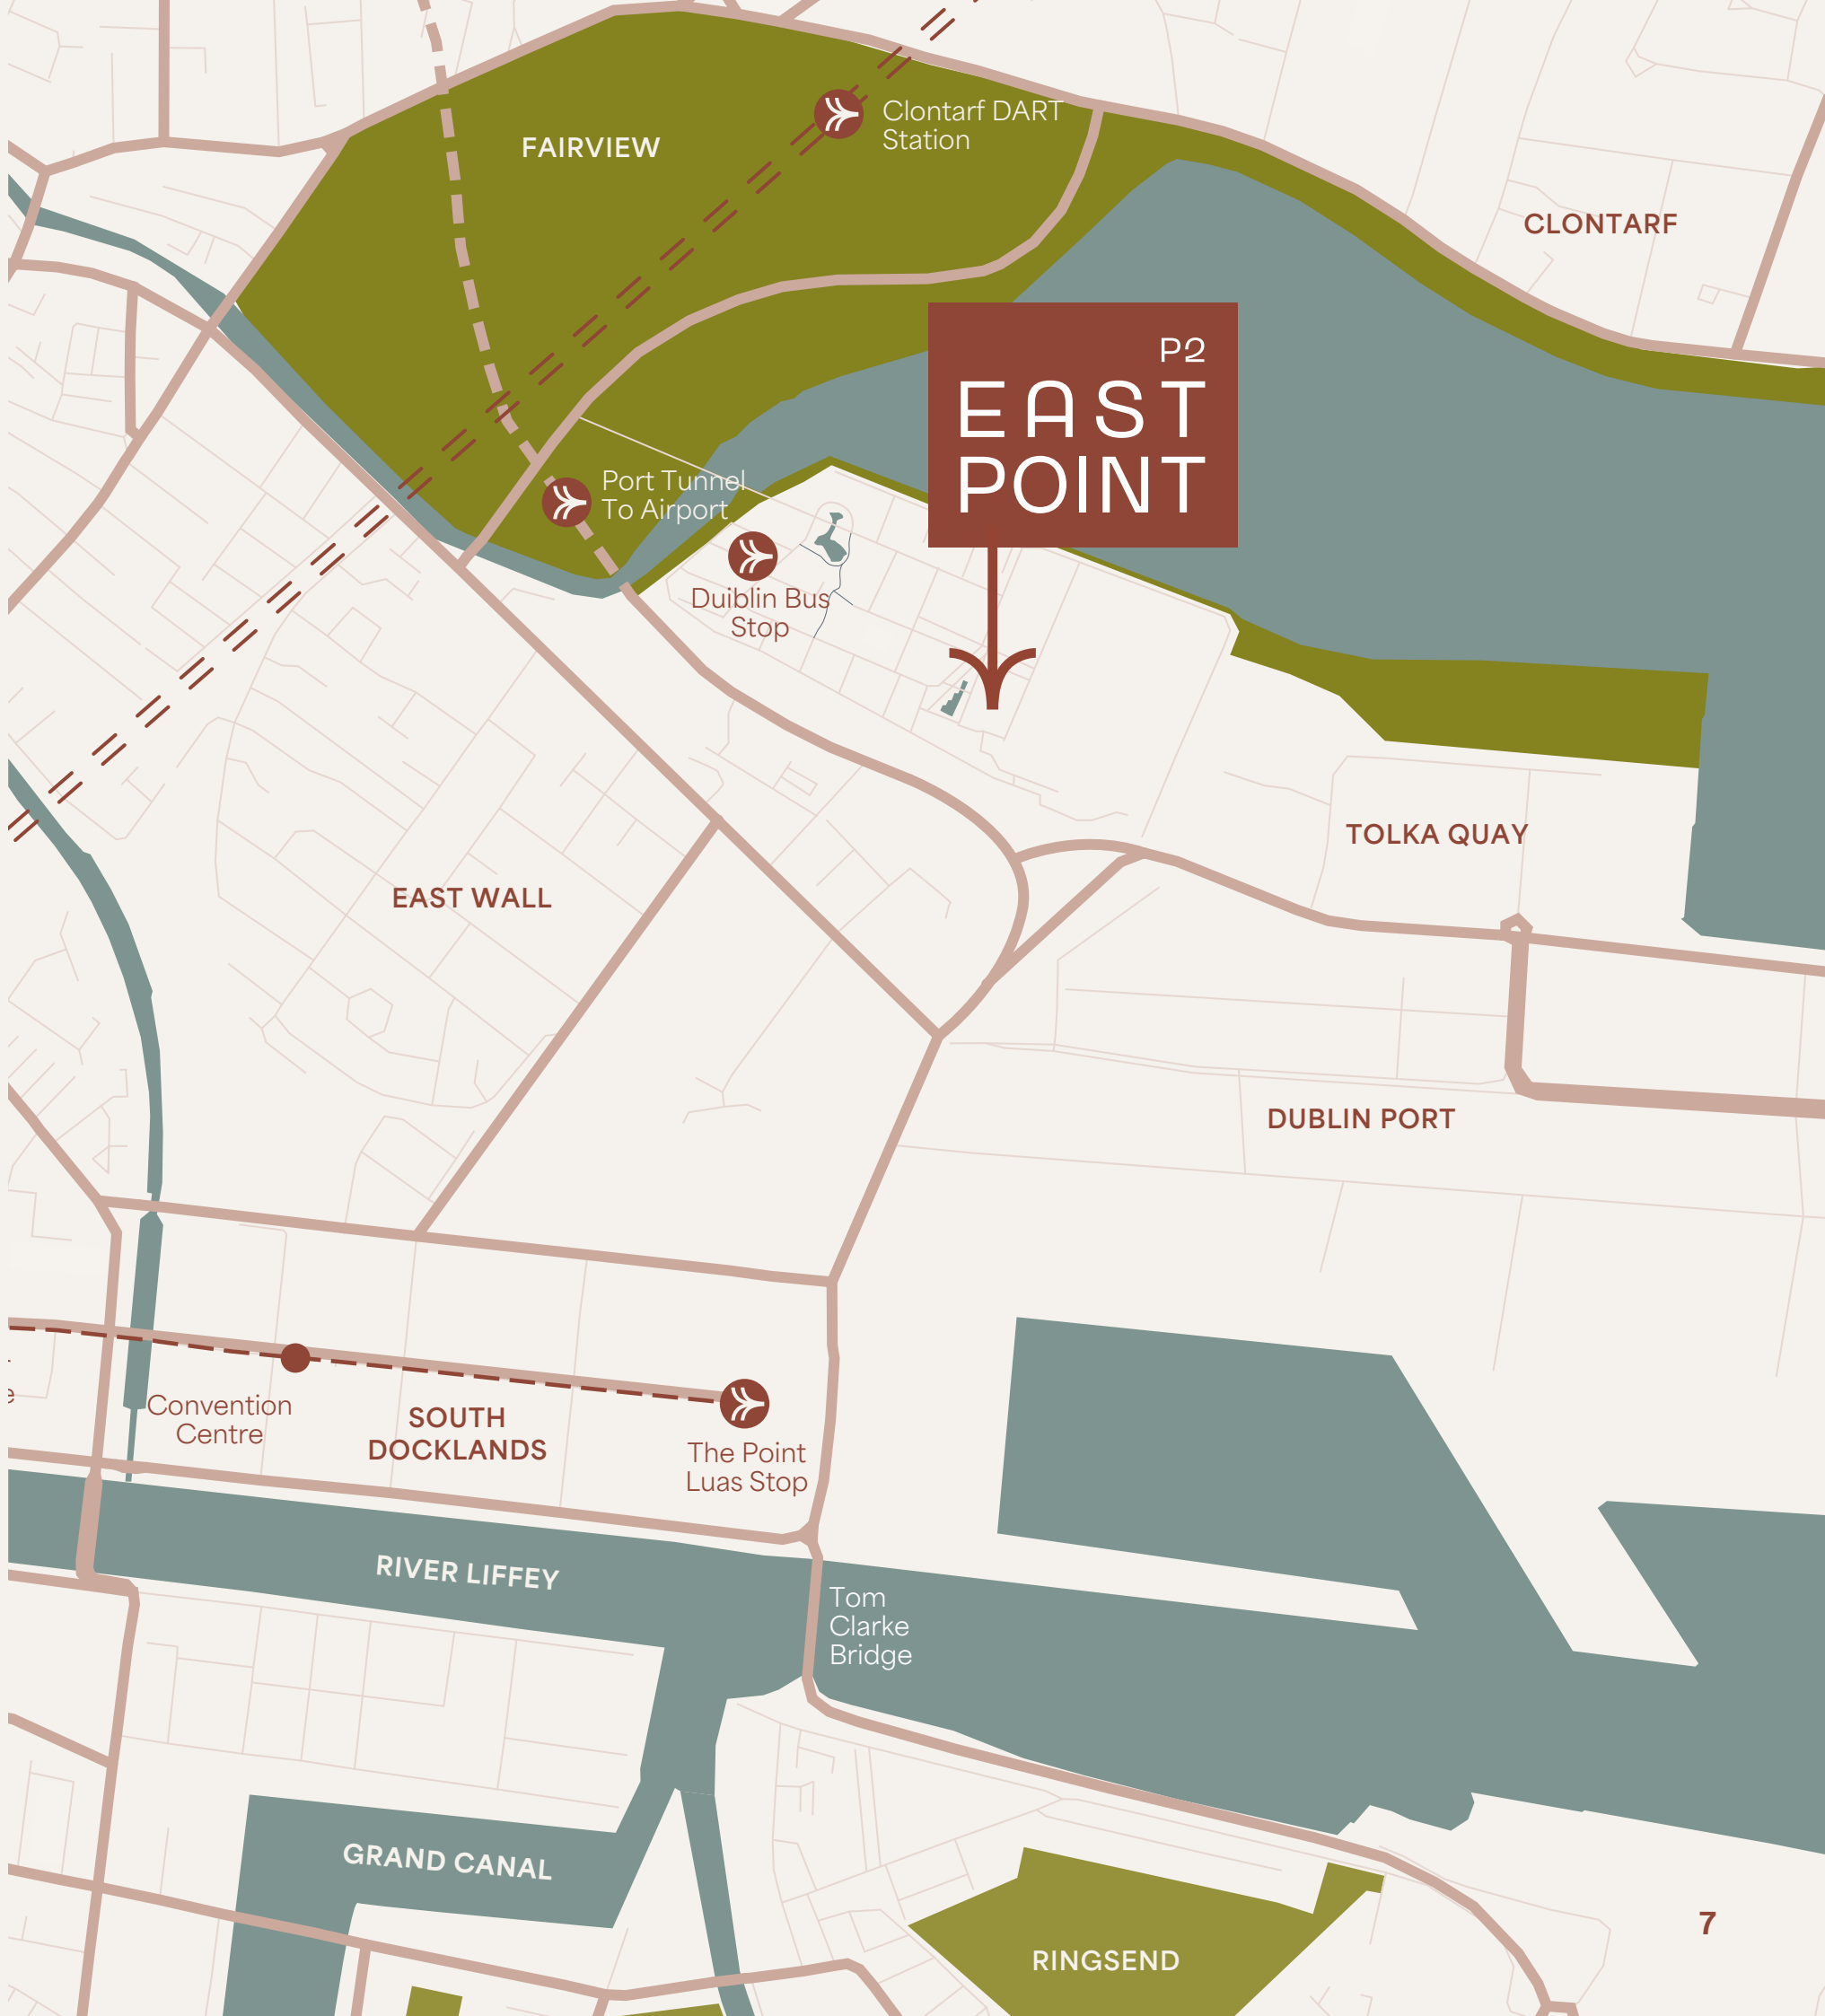 Clontarf DART
Station
FAIRVIEW
CLONTARF
P2
EAST
POINT
Port Tunnel
To Airport
Duiblin Bus
Stop
TOLKA QUAY
EAST WALL
DUBLIN PORT
Convention
Centre
SOUTH
DOCKLANDS
The Point
Luas Stop
RIVER LIFFEY
Tom
Clarke
Bridge
GRAND CANAL
RINGSEND
7